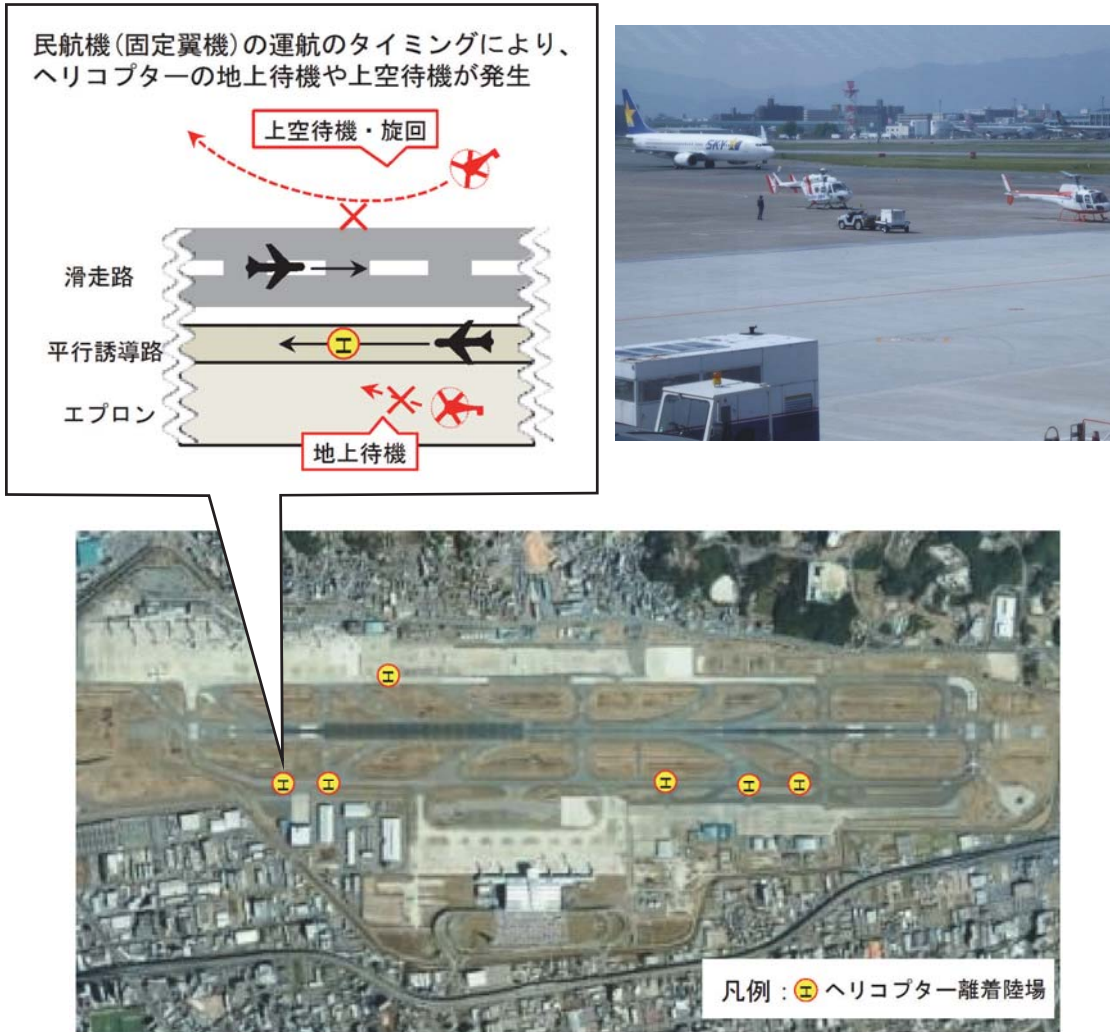 民航機(固定翼機)の運航のタイミングにより、
ヘリコプターの地上待機や上空待機が発生
上空待機・旋回
滑走路
平行誘導路
H
エプロン
地上待機
SKY
H
H
H
H
H
H
凡例：H ヘリコプター離着陸場